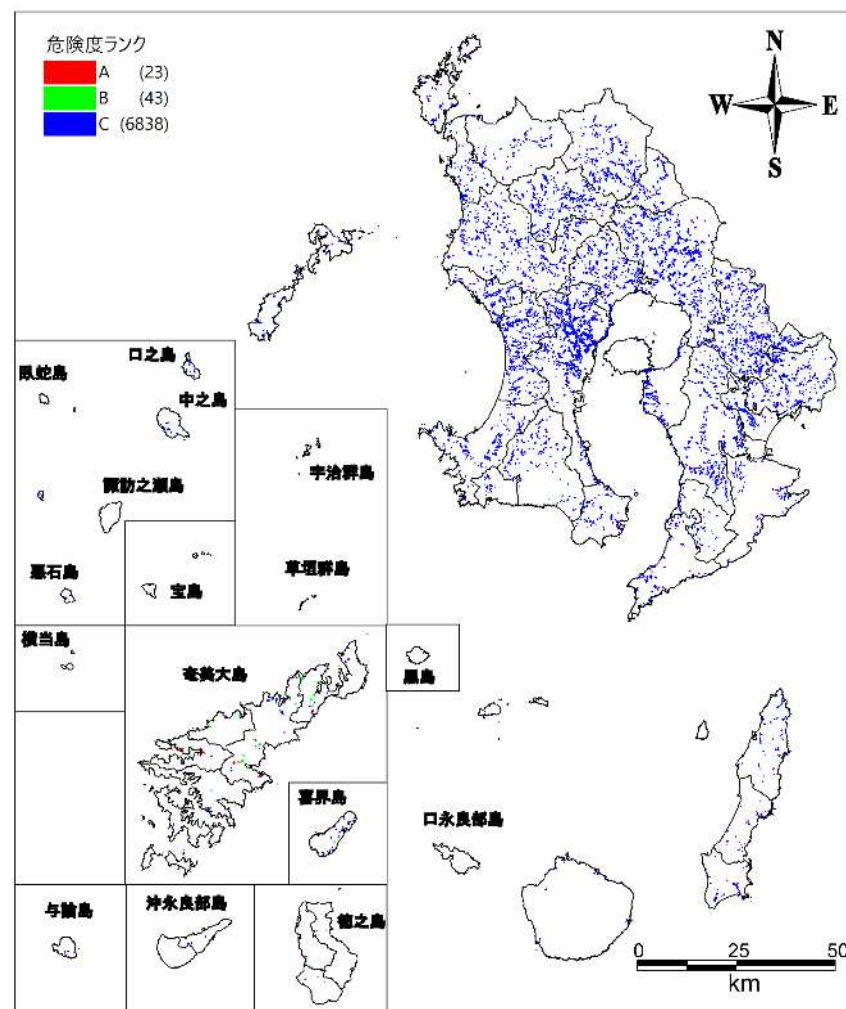 危険度ランク
A (23)
B (43)
C (6838)
N
W E
S
口之島
臥蛇島
中之島
宇治群島
諏訪之瀬島
悪石島
宝島
草垣群島
横当島
奄美大島
黒島
喜界島
口永良部島
与論島
沖永良部島
徳之島
0 25 50
km